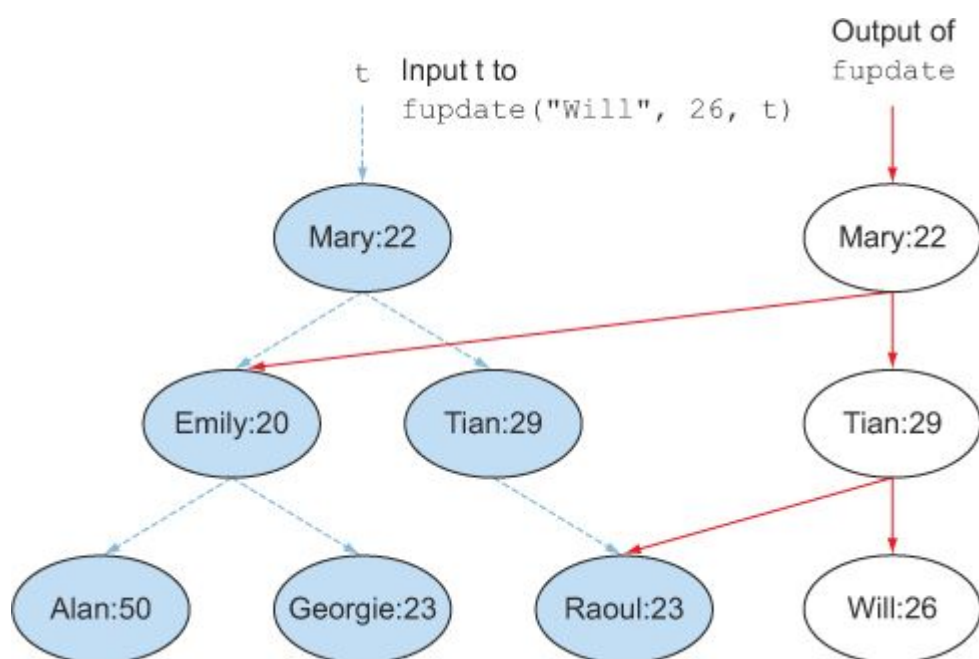 Output of
fupdate
t Input t to
fupdate("Will", 26, t)
Mary:22
Mary:22
Emily:20
Tian:29
Tian:29
Alan:50
Georgie:23
Raoul:23
Will:26